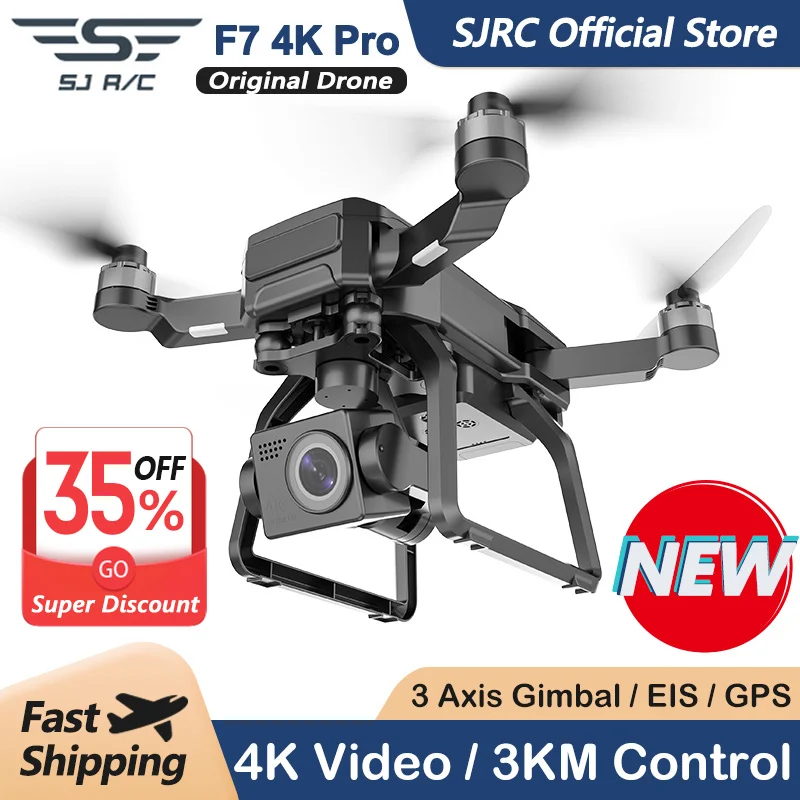 SJ R/C
F7 4K Pro
Original Drone
SJRC Official Store
35% OFF
GO
Super Discount
NEW
3 Axis Gimbal / EIS / GPS
Fast
Shipping
4K Video / 3KM Control